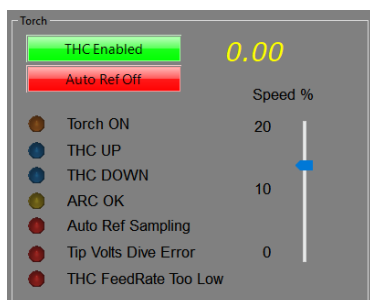 Torch
THC Enabled
0.00
Auto Ref Off
Speed %
Torch ON
20
THC UP
THC DOWN
10
ARC OK
Auto Ref Sampling
Tip Volts Dive Error
0
THC FeedRate Too Low